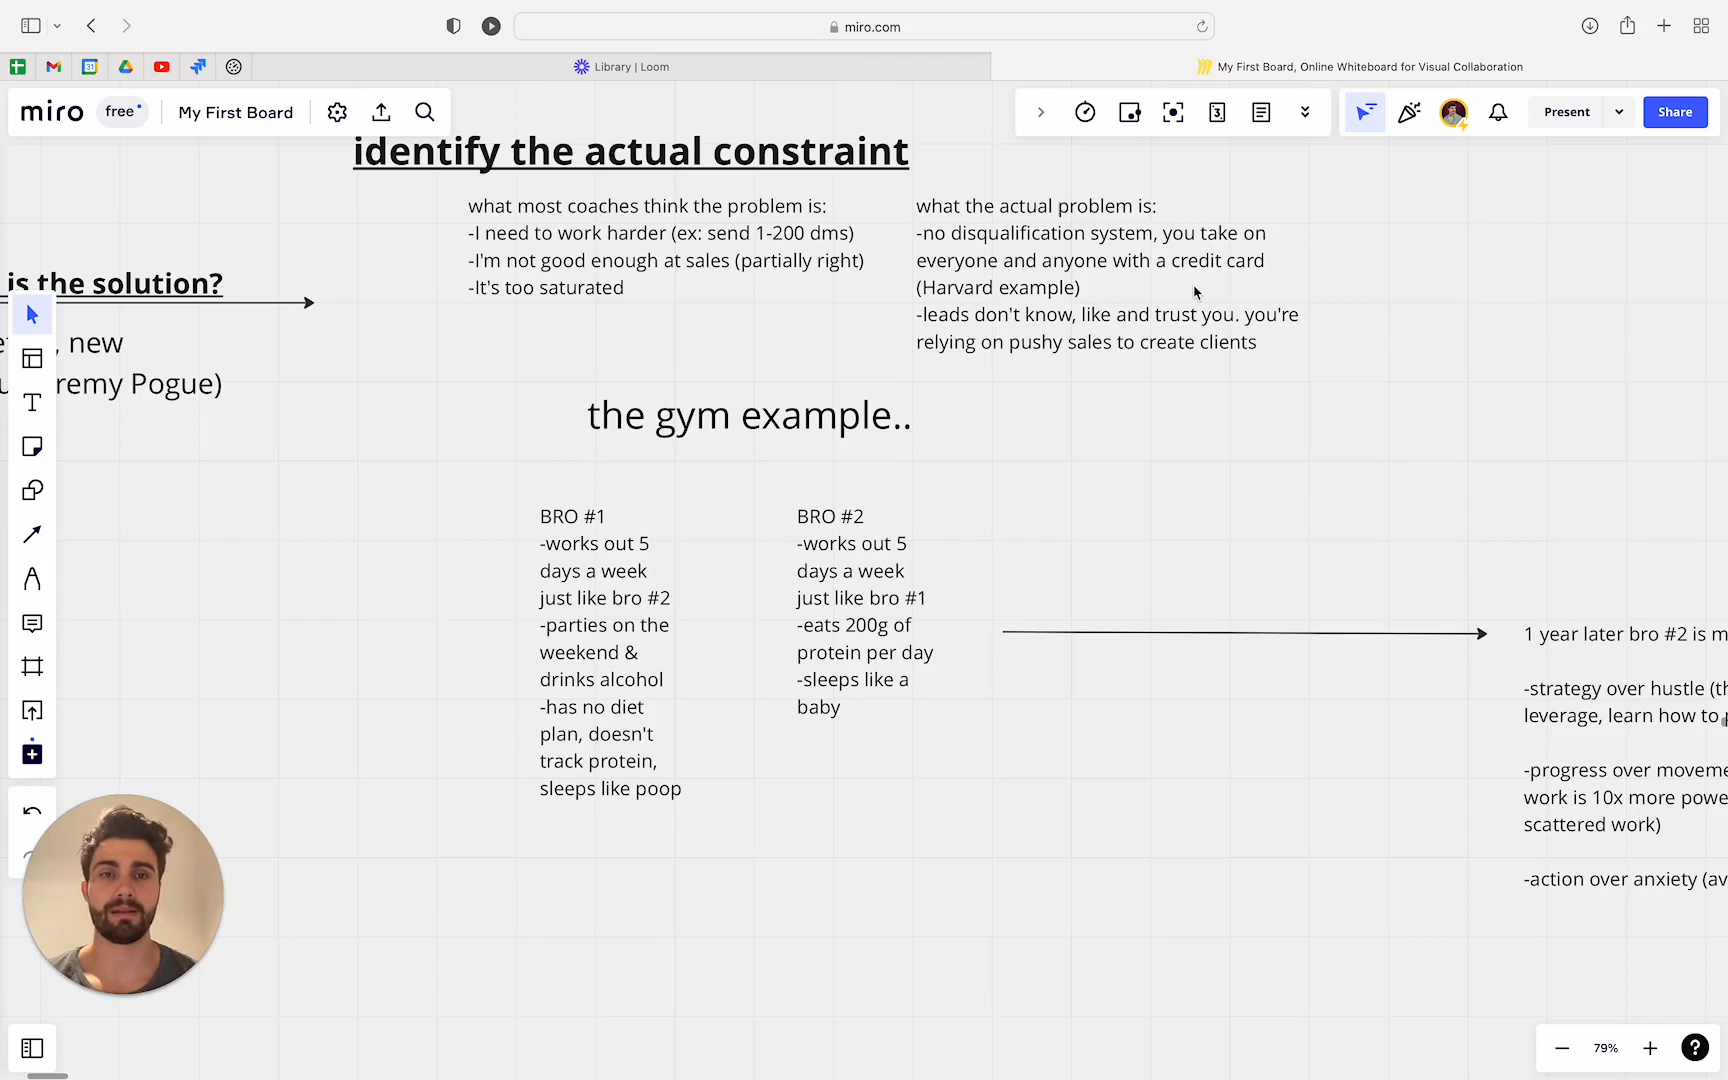 miro.com
Library | Loom
My First Board, Online Whiteboard for Visual Collaboration
miro
free
My First Board
Present
Share
identify the actual constraint
what most coaches think the problem is:
-I need to work harder (ex: send 1-200 dms)
-I'm not good enough at sales (partially right)
-It's too saturated
what the actual problem is:
-no disqualification system, you take on
everyone and anyone with a credit card
(Harvard example)
-leads don't know, like and trust you. you're
relying on pushy sales to create clients
is the solution?
, new
remy Pogue)
the gym example..
BRO #1
-works out 5
days a week
just like bro #2
-parties on the
weekend &
drinks alcohol
-has no diet
plan, doesn't
track protein,
sleeps like poop
BRO #2
-works out 5
days a week
just like bro #1
-eats 200g of
protein per day
-sleeps like a
baby
1 year later bro #2 is m
-strategy over hustle (th
leverage, learn how to
-progress over moveme
work is 10x more powe
scattered work)
-action over anxiety (av
79%